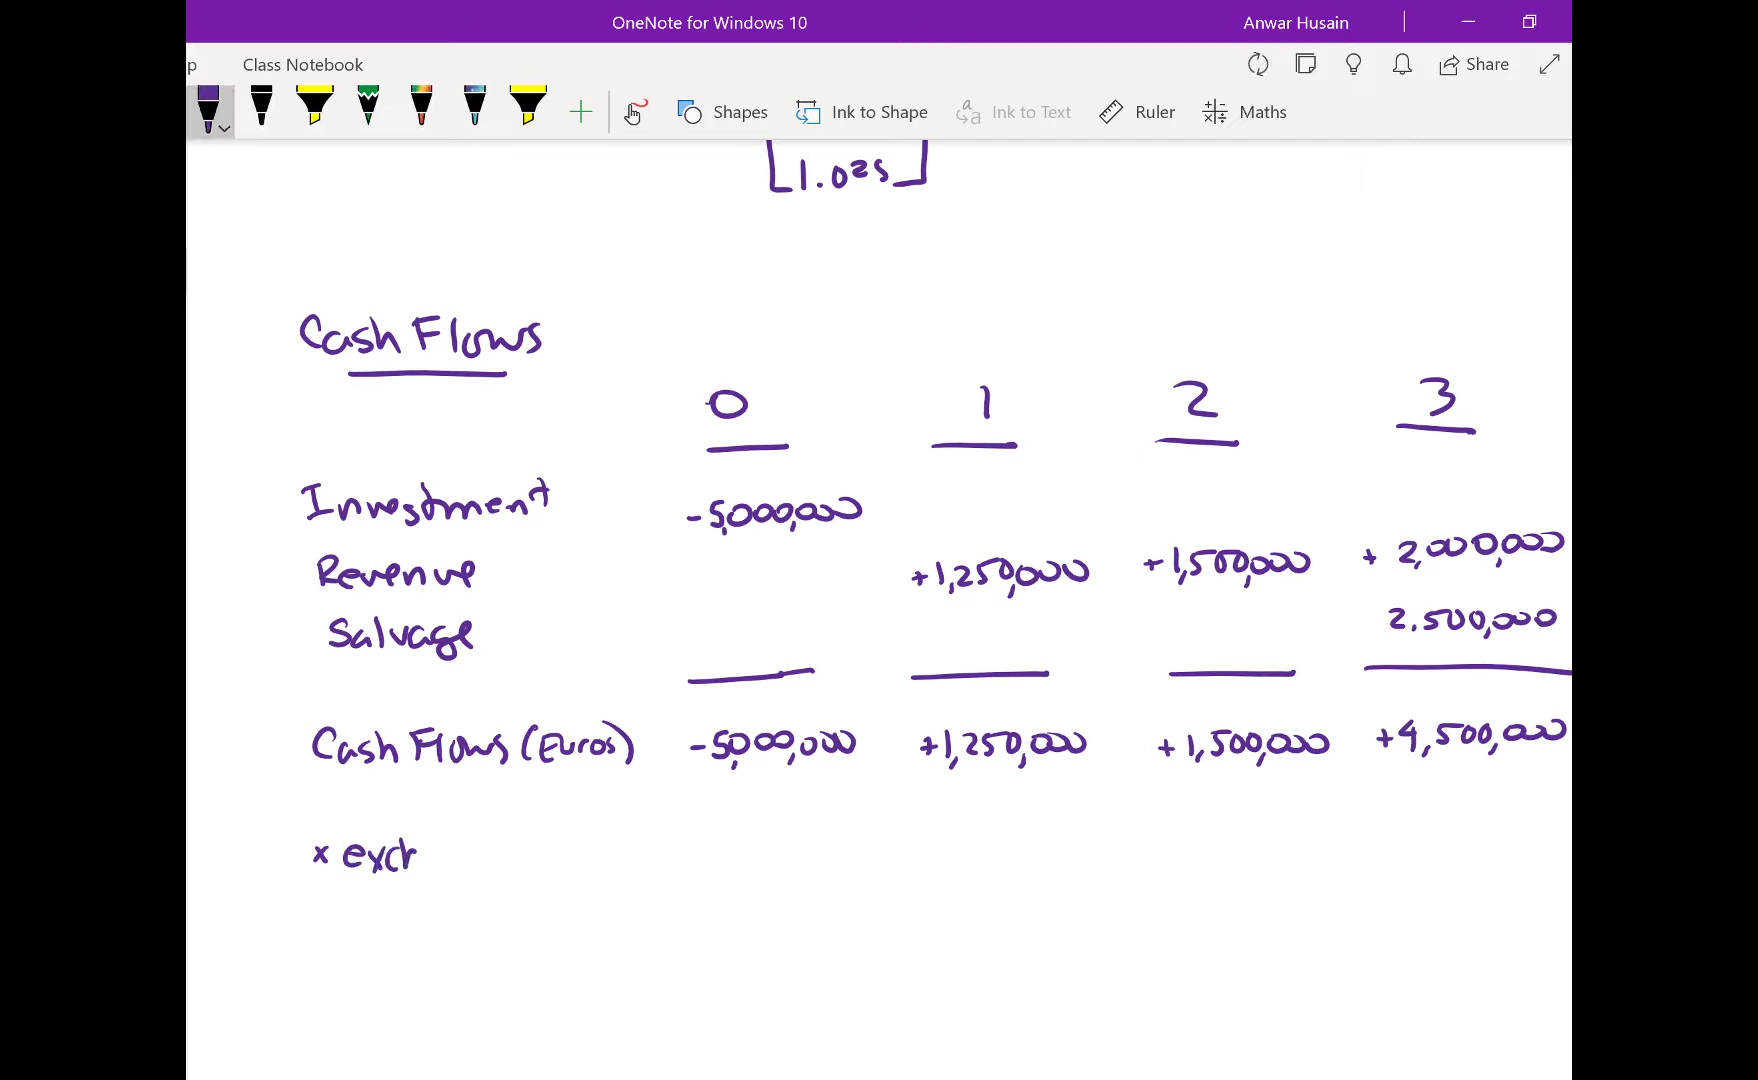 OneNote for Windows 10 Anwar Husain
p Class Notebook Share
Shapes Ink to Shape Ink to Text Ruler Maths
1.025
Cash Flows
0 1 2 3
Investment -5,000,000
Revenue +1,250,000 +1,500,000 + 2,000,000
Salvage 2.500,000
Cash Flows (Euros) -5,000,000 +1,250,000 +1,500,000 +4,500,000
x exch